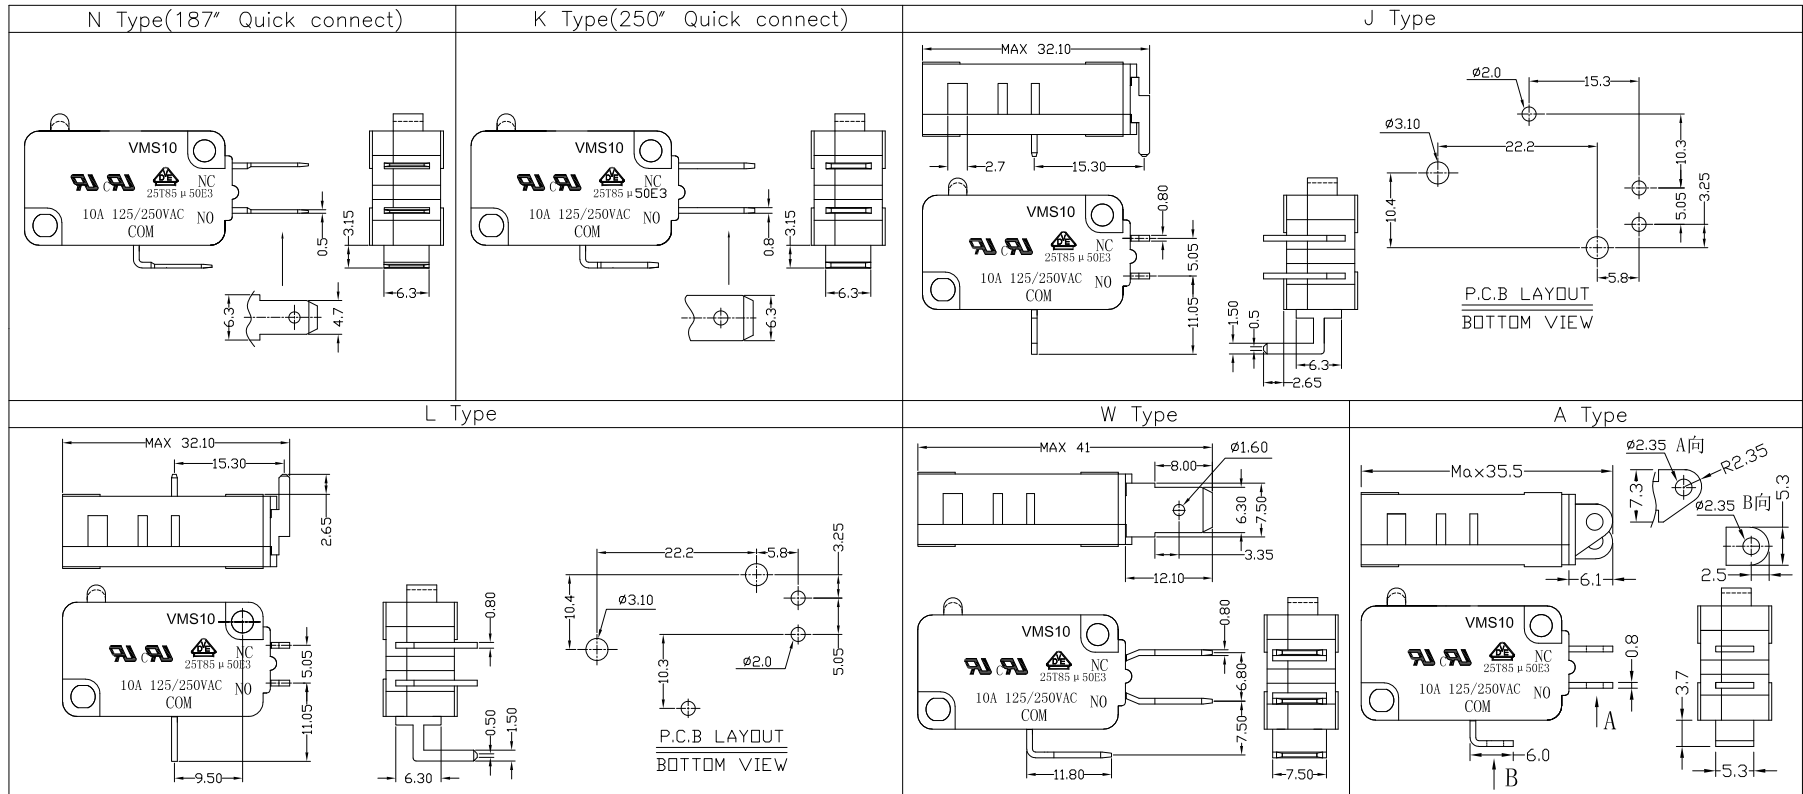 N Type(187″ Quick connect)
VMS10
c
25T85 µ 50E3
NC
10A 125/250VAC
NO
COM
0.5
3.15
6.3
6.3
4.7
K Type(250″ Quick connect)
VMS10
c
25T85 µ 50E3
NC
10A 125/250VAC
NO
COM
0.8
3.15
6.3
6.3
J Type
MAX 32.10
2.7
15.30
VMS10
c
25T85 µ 50E3
NC
10A 125/250VAC
NO
COM
0.80
5.05
11.05
1.50
0.5
6.3
2.65
ø2.0
15.3
ø3.10
22.2
10.3
10.4
5.05
3.25
5.8
P.C.B LAYOUT
BOTTOM VIEW
L Type
MAX 32.10
15.30
2.65
VMS10
c
25T85 µ 50E3
NC
10A 125/250VAC
NO
COM
5.05
11.05
9.50
0.80
0.50
1.50
6.30
22.2
5.8
3.25
10.4
ø3.10
10.3
ø2.0
5.05
P.C.B LAYOUT
BOTTOM VIEW
W Type
MAX 41
8.00
ø1.60
6.30
7.50
3.35
12.10
VMS10
c
25T85 µ 50E3
NC
10A 125/250VAC
NO
COM
0.80
6.80
7.50
11.80
7.50
A Type
Max35.5
ø2.35
A向
R2.35
7.3
ø2.35
B向
5.3
2.5
6.1
VMS10
c
25T85 µ 50E3
NC
10A 125/250VAC
NO
COM
0.8
3.7
A
6.0
B
5.3